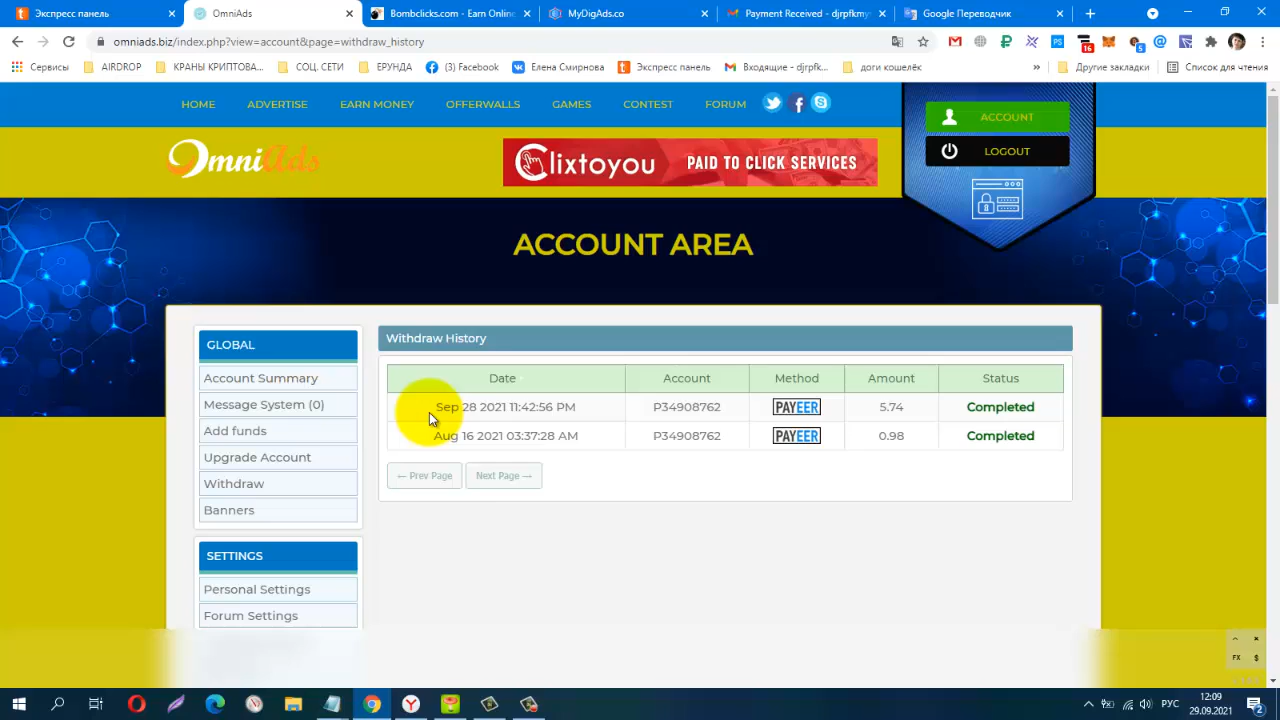 Экспресс панель
OmniAds
Bombclicks.com - Earn Online
MyDigAds.co
Payment Received - djrpfkmy
Google Переводчик
omniads.biz/index.php?view=account&page=withdraw_history
16
5
Сервисы
AIRDROP
КРАНЫ КРИПТОВА...
СОЦ. СЕТИ
ЕРУНДА
(3) Facebook
Елена Смирнова
Экспресс панель
Входящие - djrpfk...
доги кошелёк
»
Другие закладки
Список для чтения
HOME
ADVERTISE
EARN MONEY
OFFERWALLS
GAMES
CONTEST
FORUM
ACCOUNT
LOGOUT
OmniAds
Clixtoyou
PAID TO CLICK SERVICES
ACCOUNT AREA
GLOBAL
Account Summary
Message System (0)
Add funds
Upgrade Account
Withdraw
Banners
SETTINGS
Personal Settings
Forum Settings
Withdraw History
Date Account Method Amount Status
Sep 28 2021 11:42:56 PM P34908762 PAYEER 5.74 Completed
Aug 16 2021 03:37:28 AM P34908762 PAYEER 0.98 Completed
← Prev Page
Next Page →
FX $
РУС
12:09
29.09.2021
2